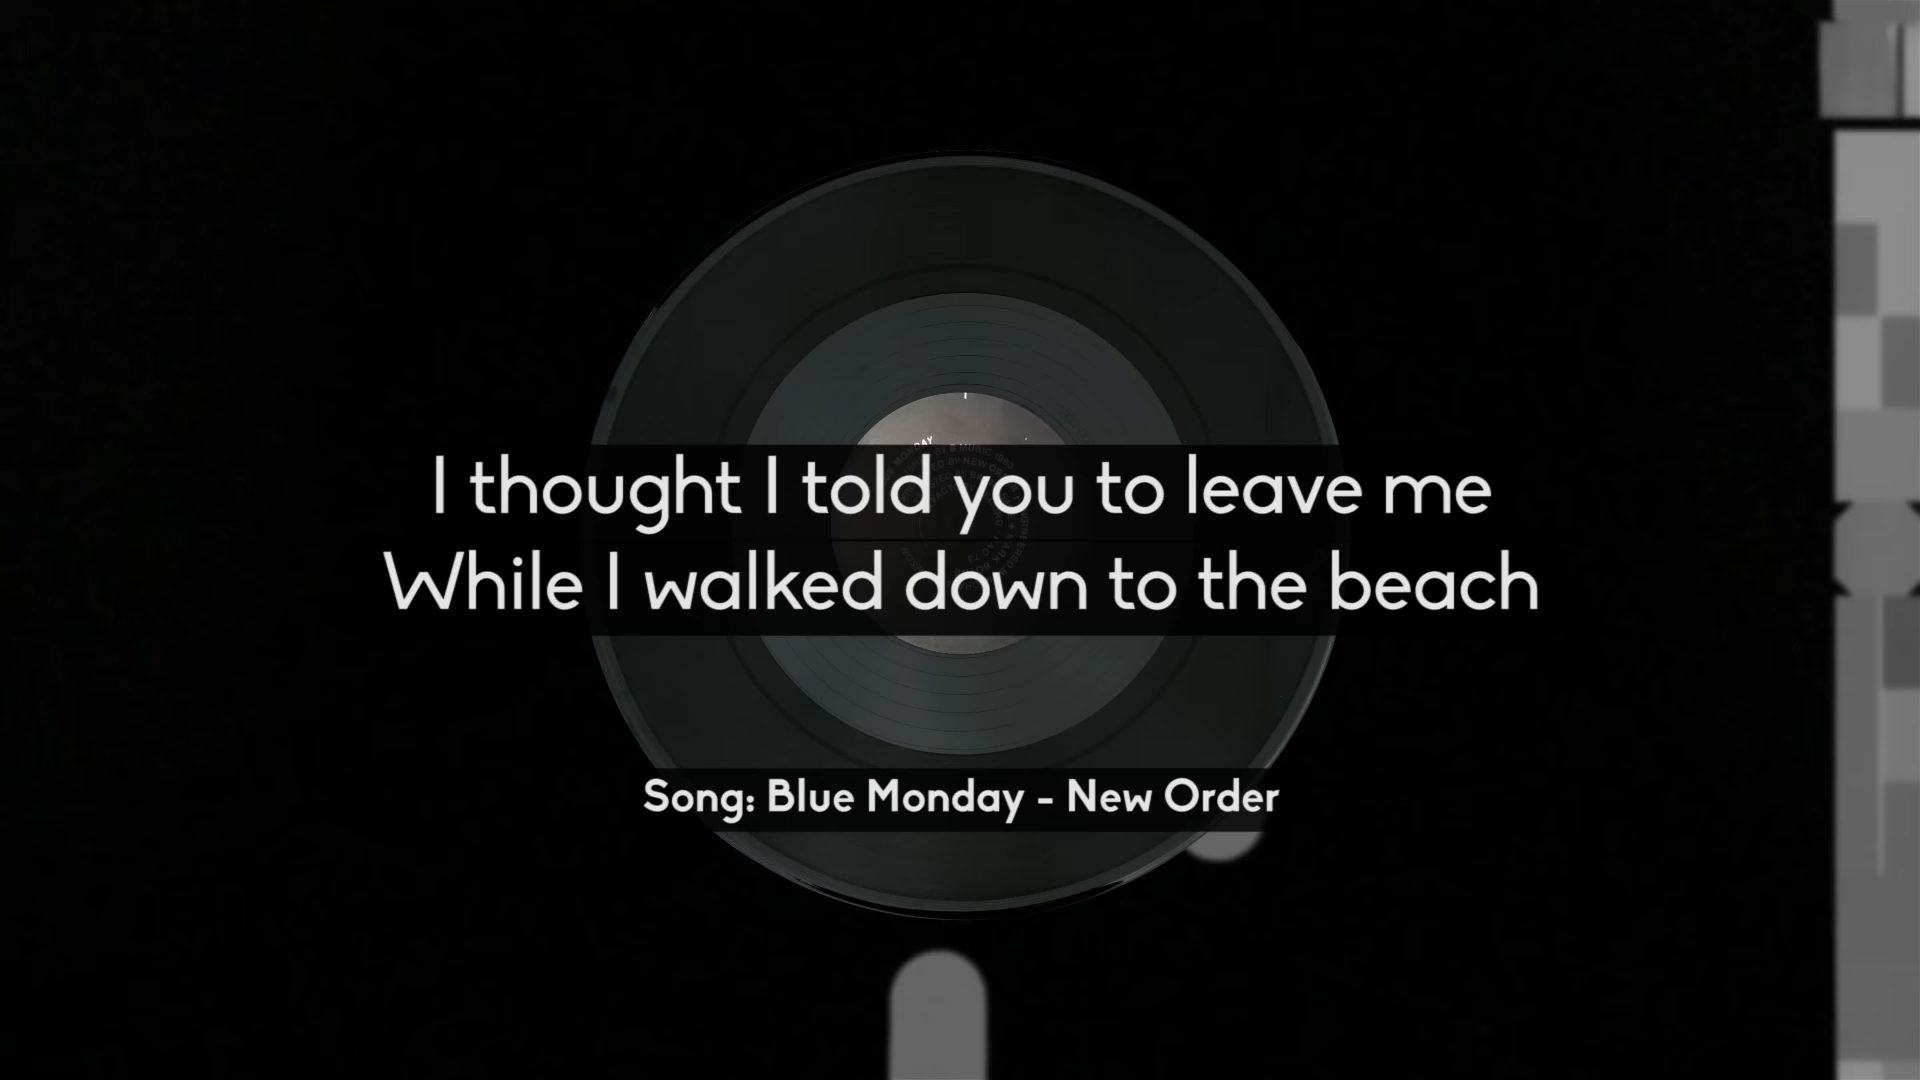 I thought I told you to leave me
While I walked down to the beach
Song: Blue Monday - New Order